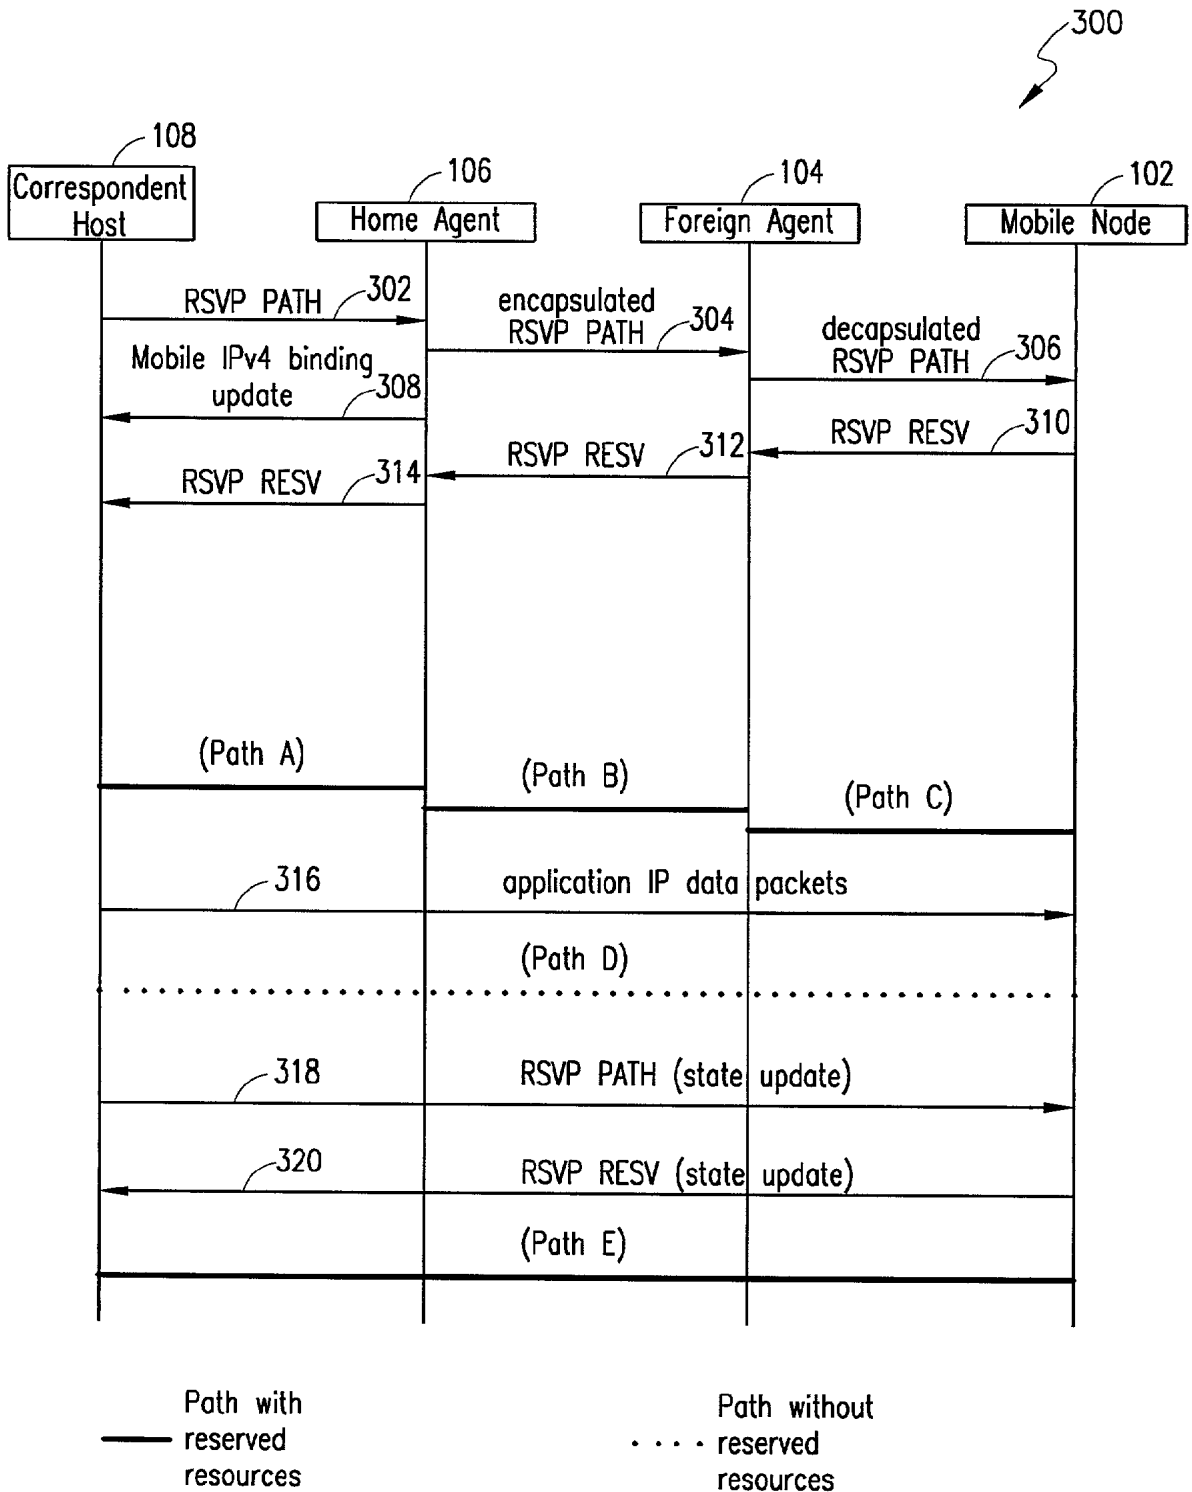 300
108
106
104
102
Correspondent
Host
Home Agent
Foreign Agent
Mobile Node
RSVP PATH
302
encapsulated
RSVP PATH
304
decapsulated
RSVP PATH
306
Mobile IPv4 binding
update
308
RSVP RESV
310
RSVP RESV
312
RSVP RESV
314
(Path A)
(Path B)
(Path C)
316
application IP data packets
(Path D)
318
RSVP PATH (state update)
320
RSVP RESV (state update)
(Path E)
Path with
reserved
resources
Path without
reserved
resources